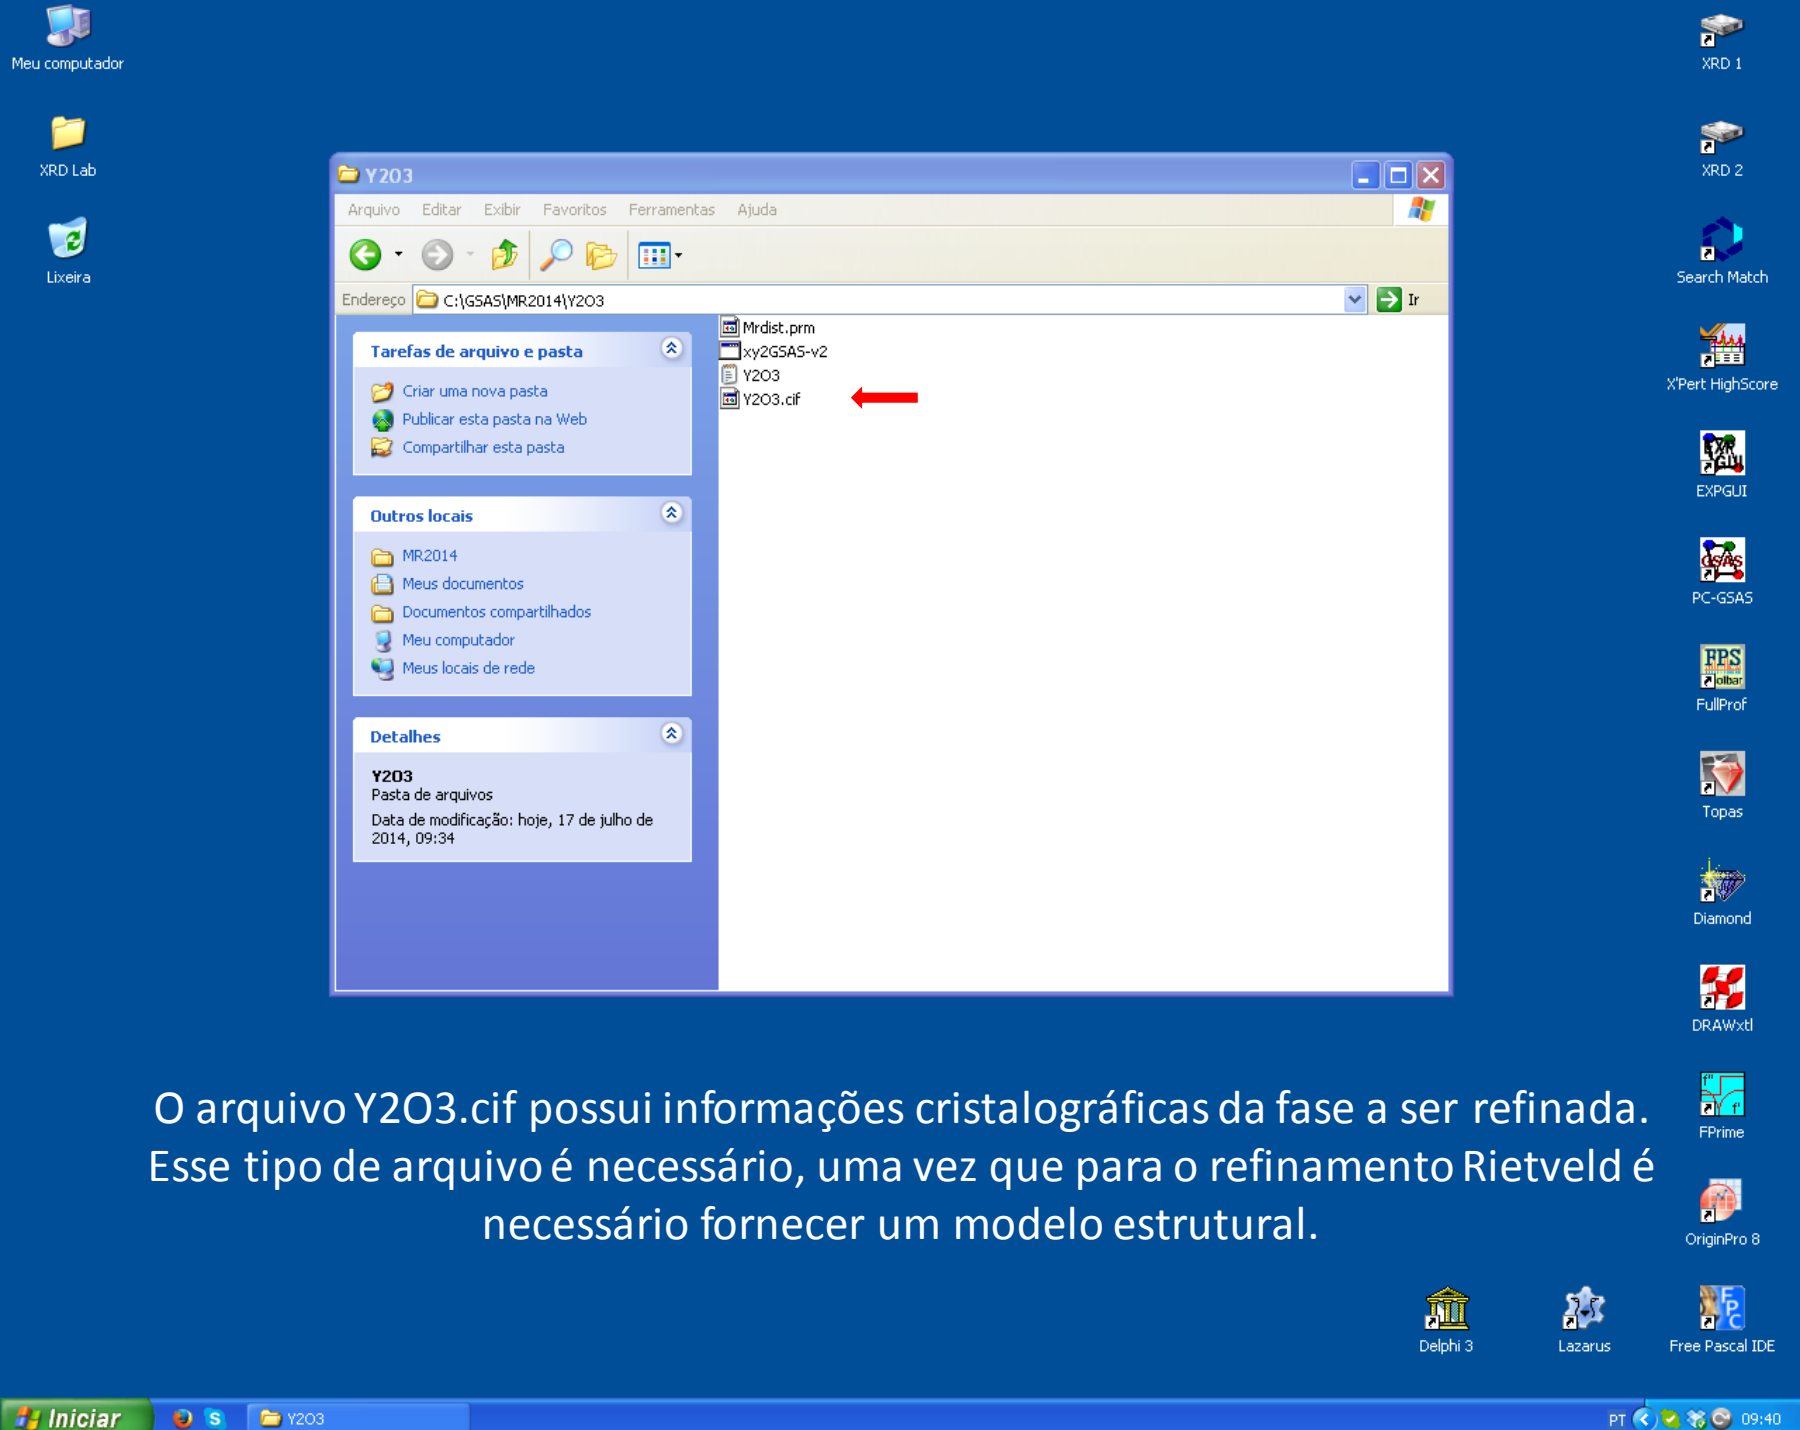 Meu computador
XRD Lab
Lixeira
Y2O3
Arquivo Editar Exibir Favoritos Ferramentas Ajuda
Endereço C:\GSAS\MR2014\Y2O3 Ir
Tarefas de arquivo e pasta
Criar uma nova pasta
Publicar esta pasta na Web
Compartilhar esta pasta
Outros locais
MR2014
Meus documentos
Documentos compartilhados
Meu computador
Meus locais de rede
Detalhes
Y2O3
Pasta de arquivos
Data de modificação: hoje, 17 de julho de
2014, 09:34
Mrdist.prm
xy2GSAS-v2
Y2O3
Y2O3.cif
XRD 1
XRD 2
Search Match
X'Pert HighScore
EXPGUI
GSAS
PC-GSAS
FPS
olbar
FullProf
Topas
Diamond
DRAWxtl
f"
f'
FPrime
OriginPro 8
Delphi 3
Lazarus
FPC
Free Pascal IDE
O arquivo Y2O3.cif possui informações cristalográficas da fase a ser refinada.
Esse tipo de arquivo é necessário, uma vez que para o refinamento Rietveld é
necessário fornecer um modelo estrutural.
Iniciar
Y2O3
PT
09:40